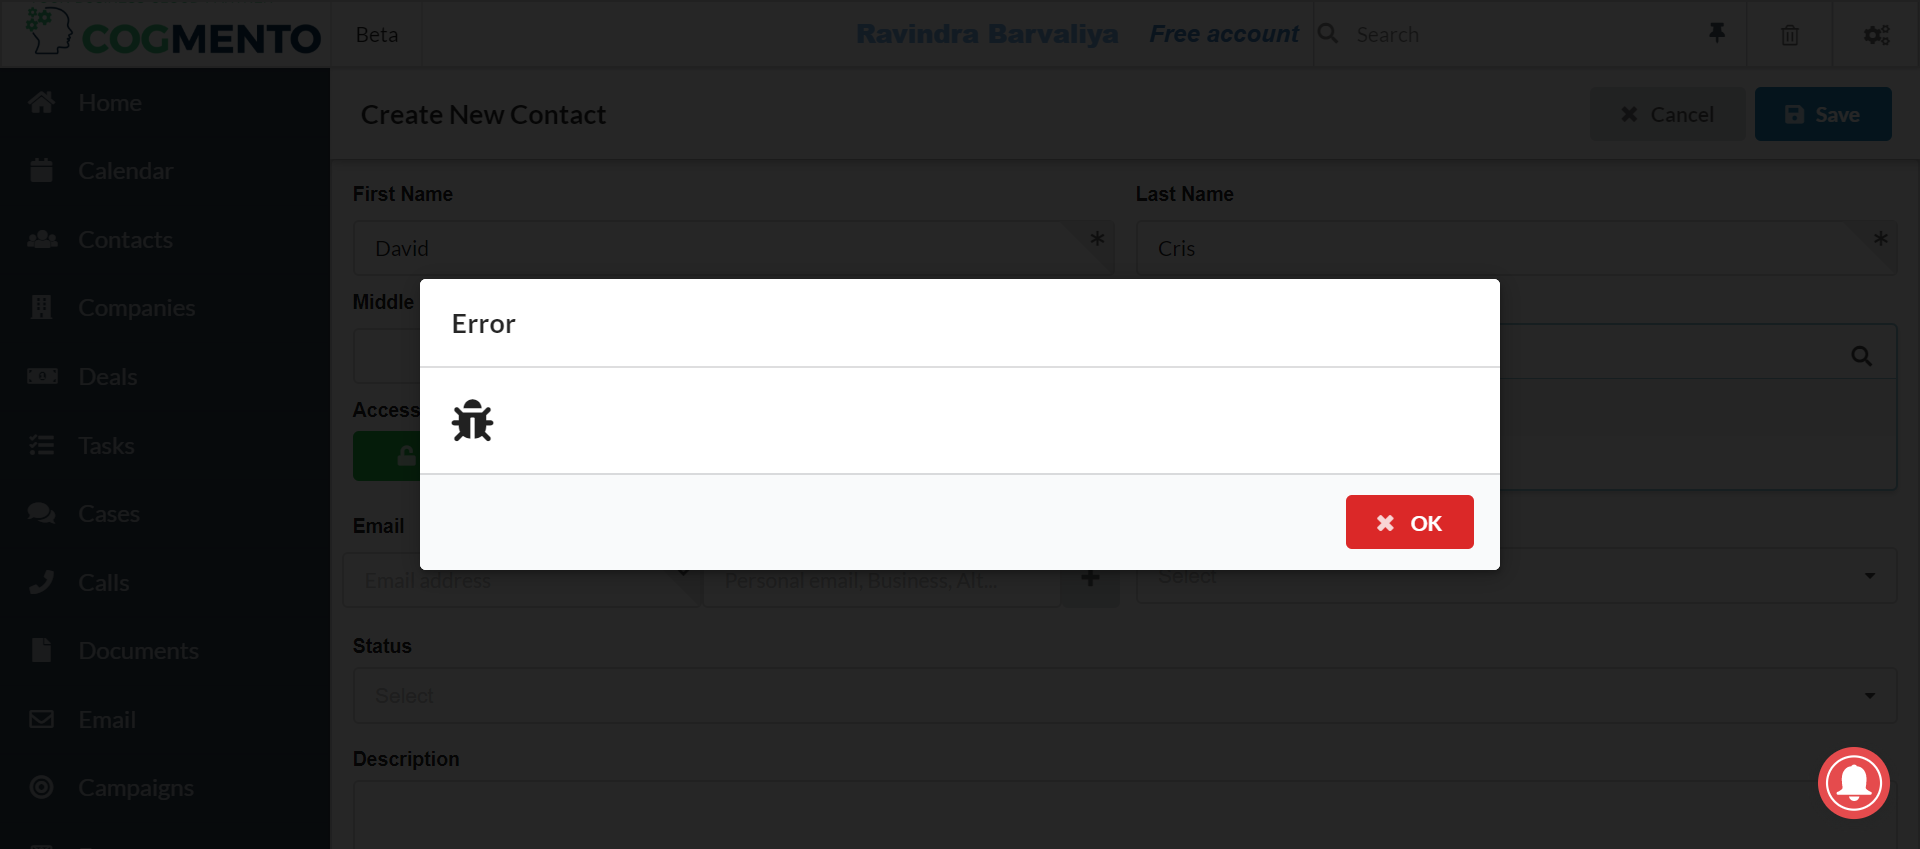 COGMENTO
Beta
Ravindra Barvaliya
Free account
Search
Home
Calendar
Contacts
Companies
Deals
Tasks
Cases
Calls
Documents
Email
Campaigns
Create New Contact
Cancel
Save
First Name
Last Name
David
*
Cris
*
Middle
Access
Error
OK
Email
Email address
Personal email, Business, Alt...
Select
Status
Select
Description